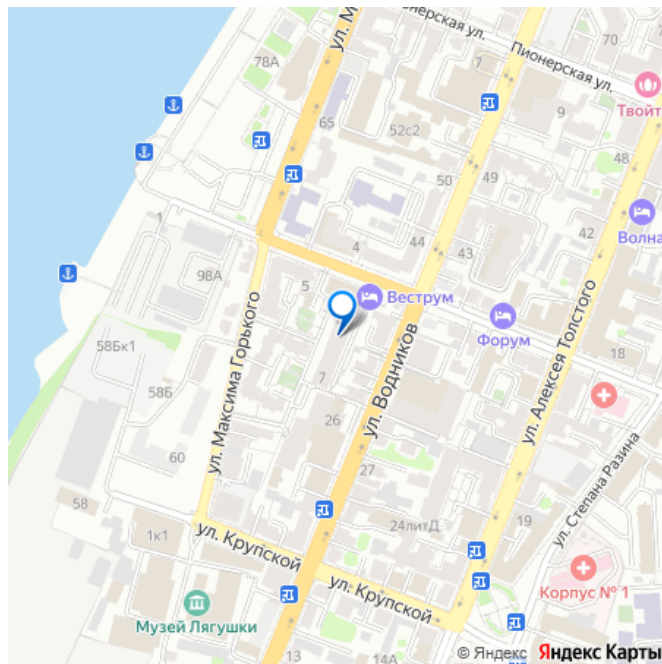 Пионерская ул.
Пионерская ул.
ул. М
78А
7
70
Твойт
65
52с2
9
48
50
49
Волна
1
4
44
43
42
98А
5
Веструм
Форум
ул. Максима Горького
ул. Водников
ул. Алексея Толстого
58Бк1
18
58Б
7
26
ул. Степана Разина
60
27
58
24литД
19
1к1
ул. Крупской
ул. Крупской
Корпус № 1
Музей Лягушки
13
14А
© Яндекс Яндекс Карты